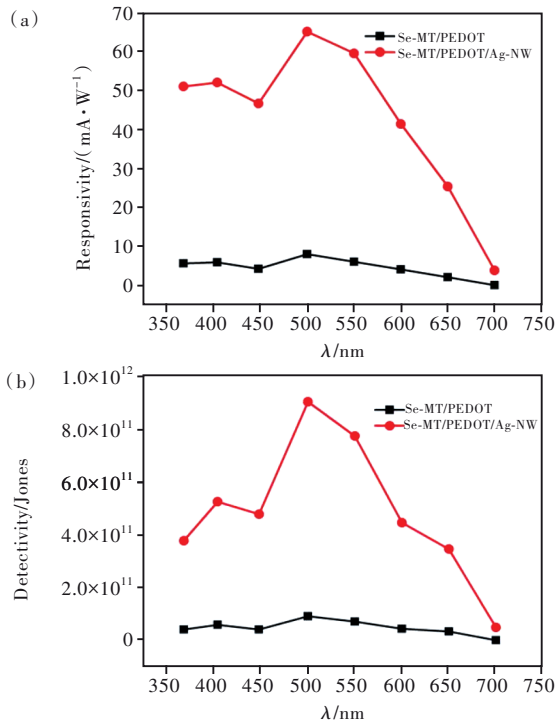 (a)
70
60
50
40
30
20
10
0
Responsivity/(mA·W⁻¹)
Se-MT/PEDOT
Se-MT/PEDOT/Ag-NW
350 400 450 500 550 600 650 700 750
λ/nm
(b)
1.0×10¹²
8.0×10¹¹
6.0×10¹¹
4.0×10¹¹
2.0×10¹¹
0
Detectivity/Jones
Se-MT/PEDOT
Se-MT/PEDOT/Ag-NW
350 400 450 500 550 600 650 700 750
λ/nm